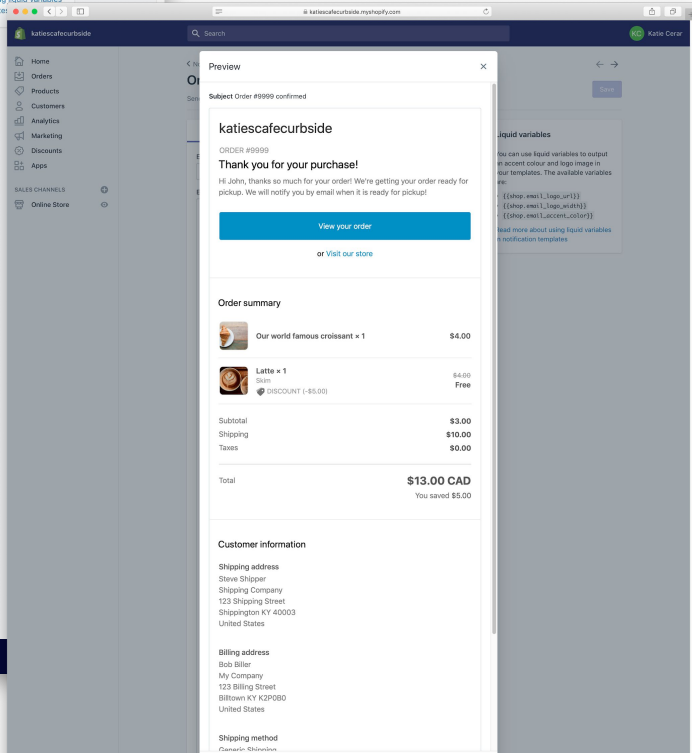 katiescafecurbside.myshopify.com
katiescafecurbside
Search
KC Katie Cerar
Home
Orders
Products
Customers
Analytics
Marketing
Discounts
Apps
SALES CHANNELS
Online Store
Save
Preview
Subject Order #9999 confirmed
katiescafecurbside
ORDER #9999
Thank you for your purchase!
Hi John, thanks so much for your order! We're getting your order ready for
pickup. We will notify you by email when it is ready for pickup!
View your order
or Visit our store
Order summary
Our world famous croissant × 1 $4.00
Latte × 1
Skim
$4.00
DISCOUNT (-$5.00)
Free
Subtotal $3.00
Shipping $10.00
Taxes $0.00
Total $13.00 CAD
You saved $5.00
Customer information
Shipping address
Steve Shipper
Shipping Company
123 Shipping Street
Shippington KY 40003
United States
Billing address
Bob Biller
My Company
123 Billing Street
Billtown KY K2P0B0
United States
Shipping method
Generic Shipping
Liquid variables
You can use liquid variables to output
an accent colour and logo image in
your templates. The available variables
are:
{{shop.email_logo_url}}
{{shop.email_logo_width}}
{{shop.email_accent_color}}
Read more about using liquid variables
in notification templates